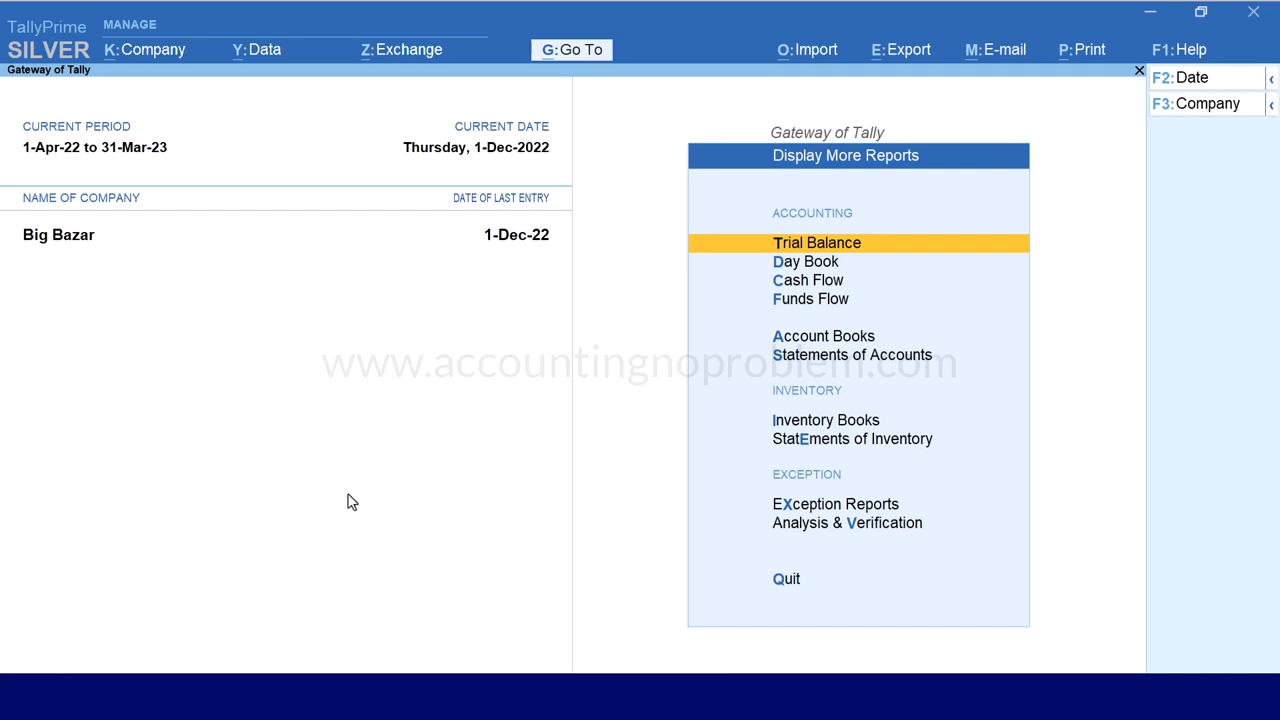 TallyPrime MANAGE
SILVER K:Company Y:Data Z:Exchange G:Go To O:Import E:Export M:E-mail P:Print F1:Help
Gateway of Tally
F2:Date
F3:Company
CURRENT PERIOD CURRENT DATE
1-Apr-22 to 31-Mar-23 Thursday, 1-Dec-2022
NAME OF COMPANY DATE OF LAST ENTRY
Big Bazar 1-Dec-22
Gateway of Tally
Display More Reports
ACCOUNTING
Trial Balance
Day Book
Cash Flow
Funds Flow
Account Books
Statements of Accounts
www.accountingnoproblem.com
INVENTORY
Inventory Books
StatEments of Inventory
EXCEPTION
EXception Reports
Analysis & Verification
Quit